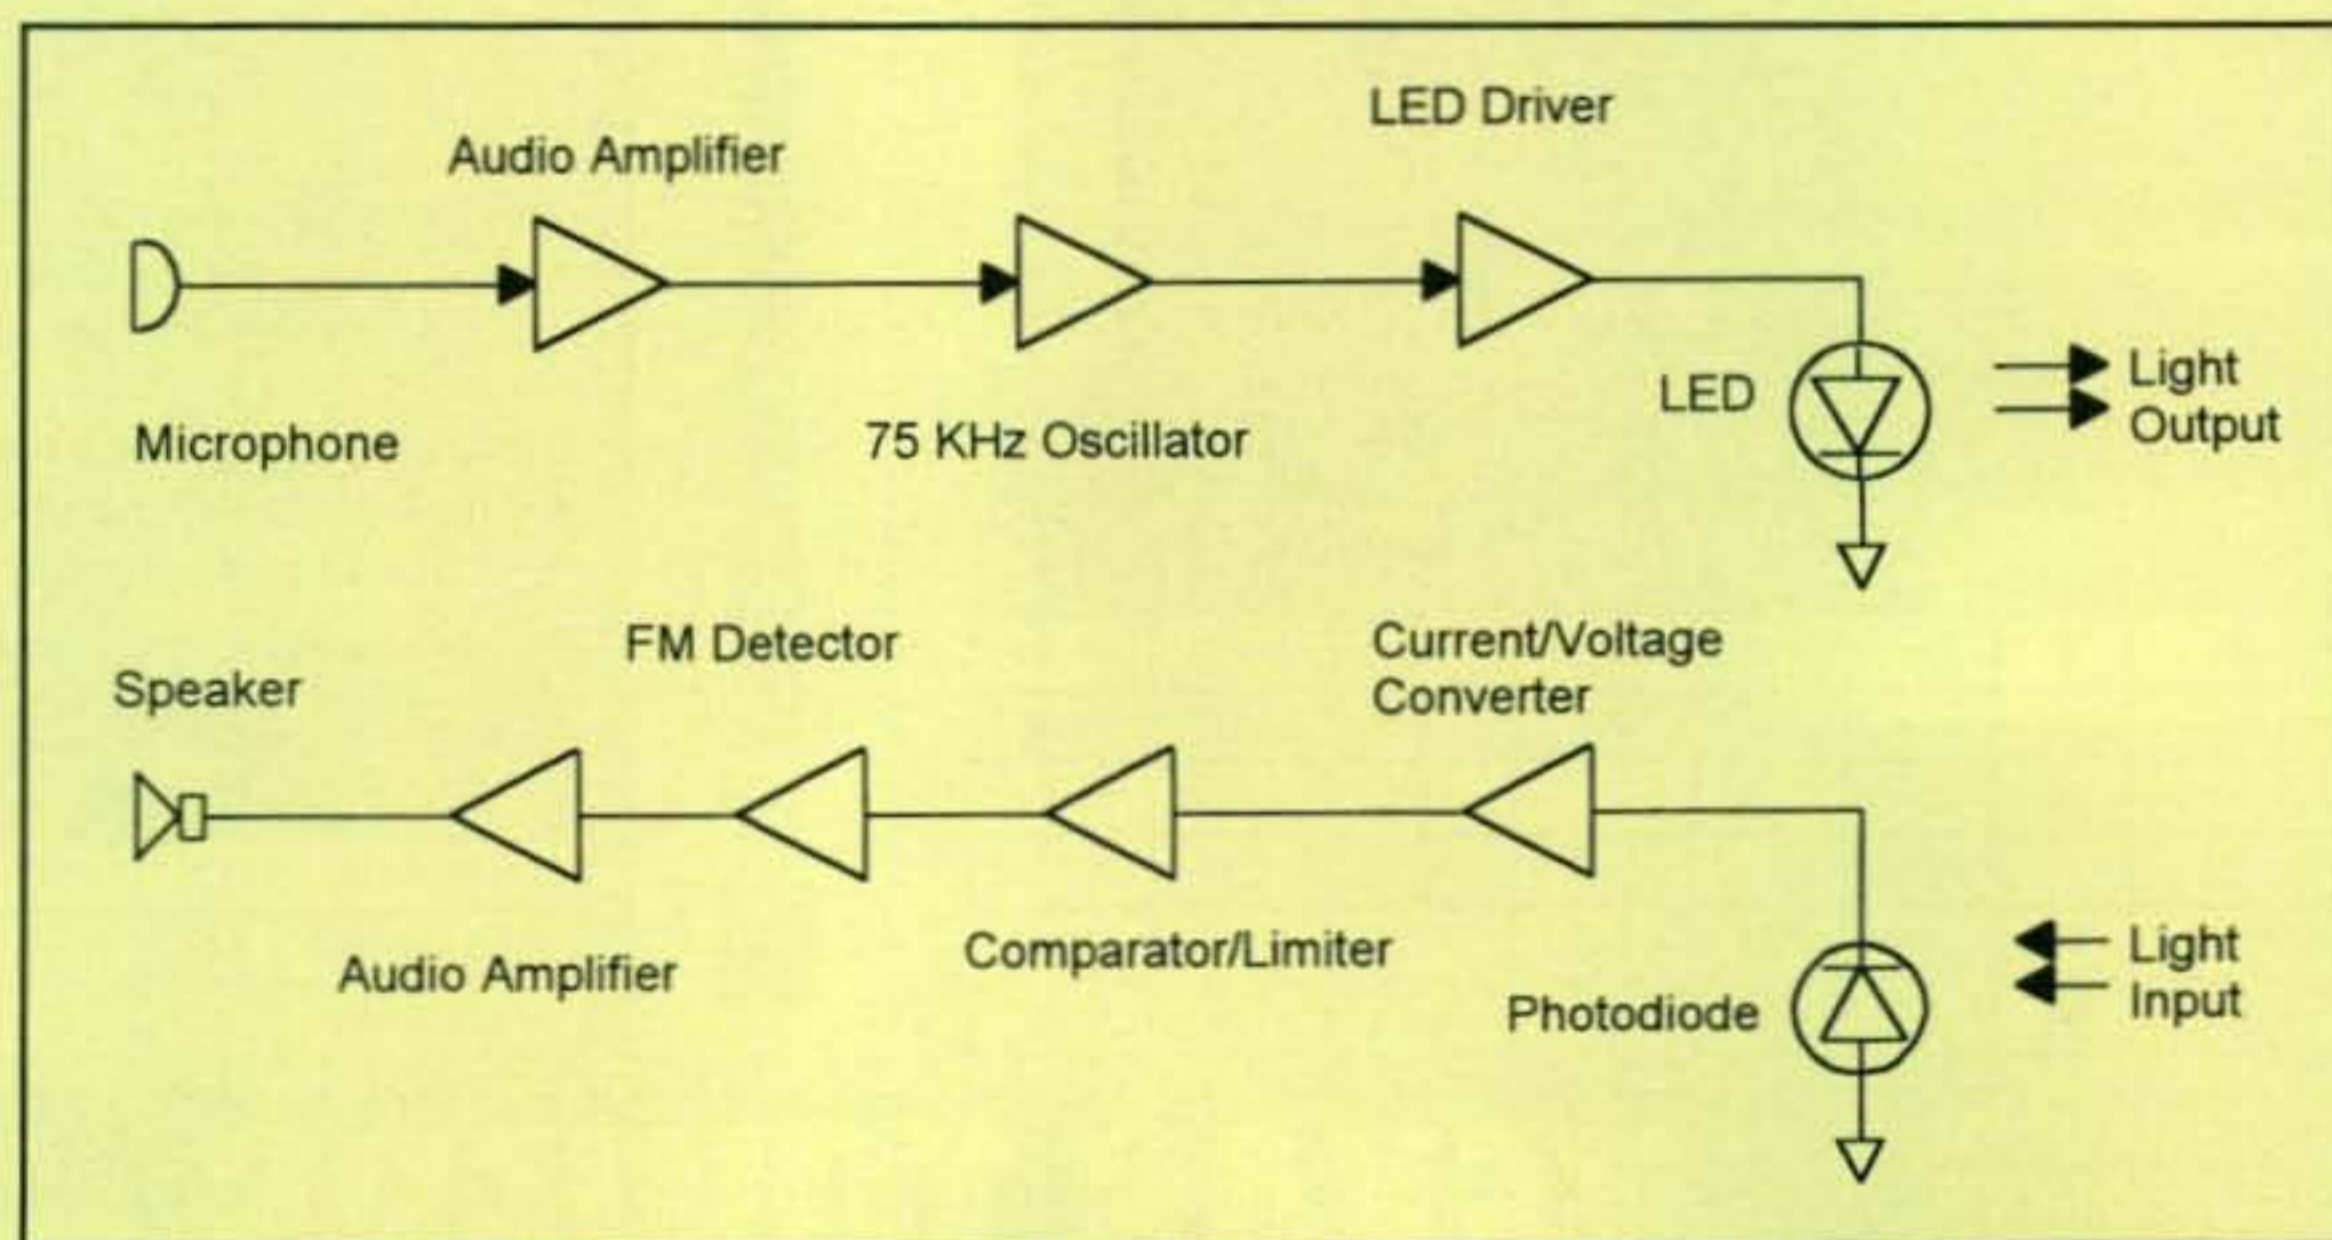 LED Driver
Audio Amplifier
LED
Light
Output
Microphone
75 KHz Oscillator
FM Detector
Current/Voltage
Converter
Speaker
Audio Amplifier
Comparator/Limiter
Photodiode
Light
Input